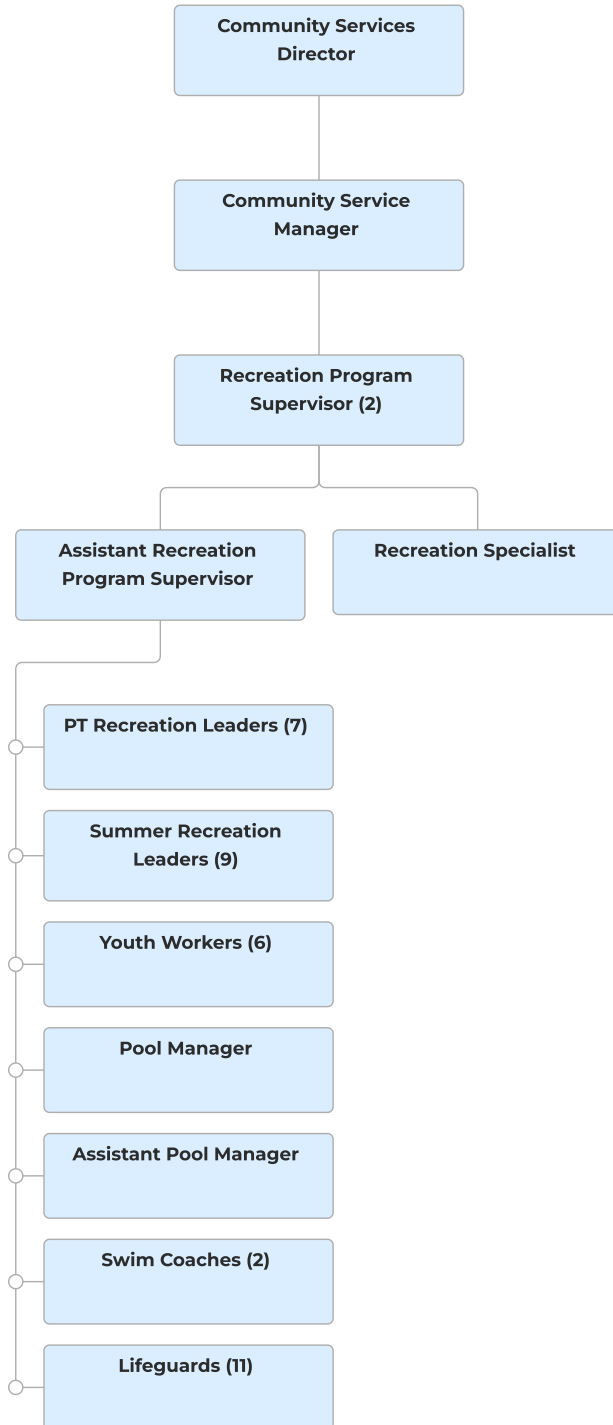 Community Services
Director
Community Service
Manager
Recreation Program
Supervisor (2)
Assistant Recreation
Program Supervisor
Recreation Specialist
PT Recreation Leaders (7)
Summer Recreation
Leaders (9)
Youth Workers (6)
Pool Manager
Assistant Pool Manager
Swim Coaches (2)
Lifeguards (11)